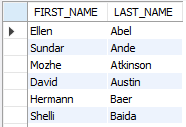 FIRST_NAME LAST_NAME
Ellen Abel
Sundar Ande
Mozhe Atkinson
David Austin
Hermann Baer
Shelli Baida